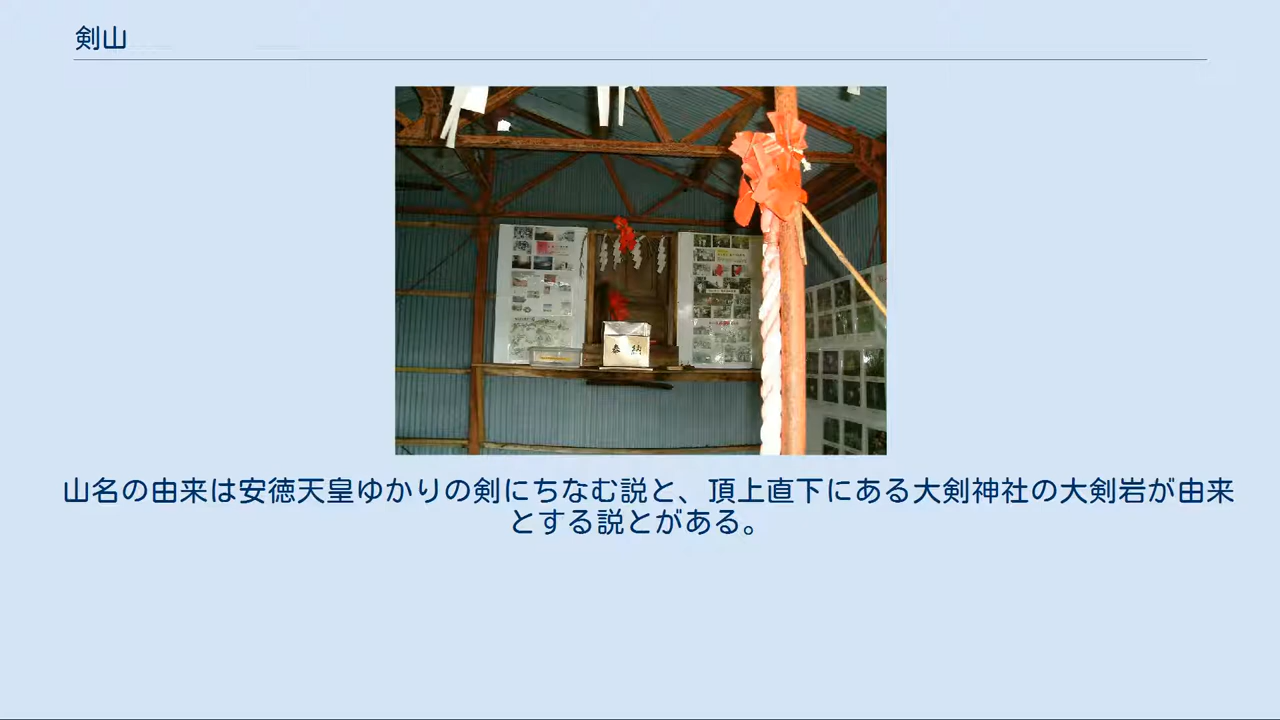 剣山
奉納
山名の由来は安徳天皇ゆかりの剣にちなむ説と、頂上直下にある大剣神社の大剣岩が由来
とする説とがある。